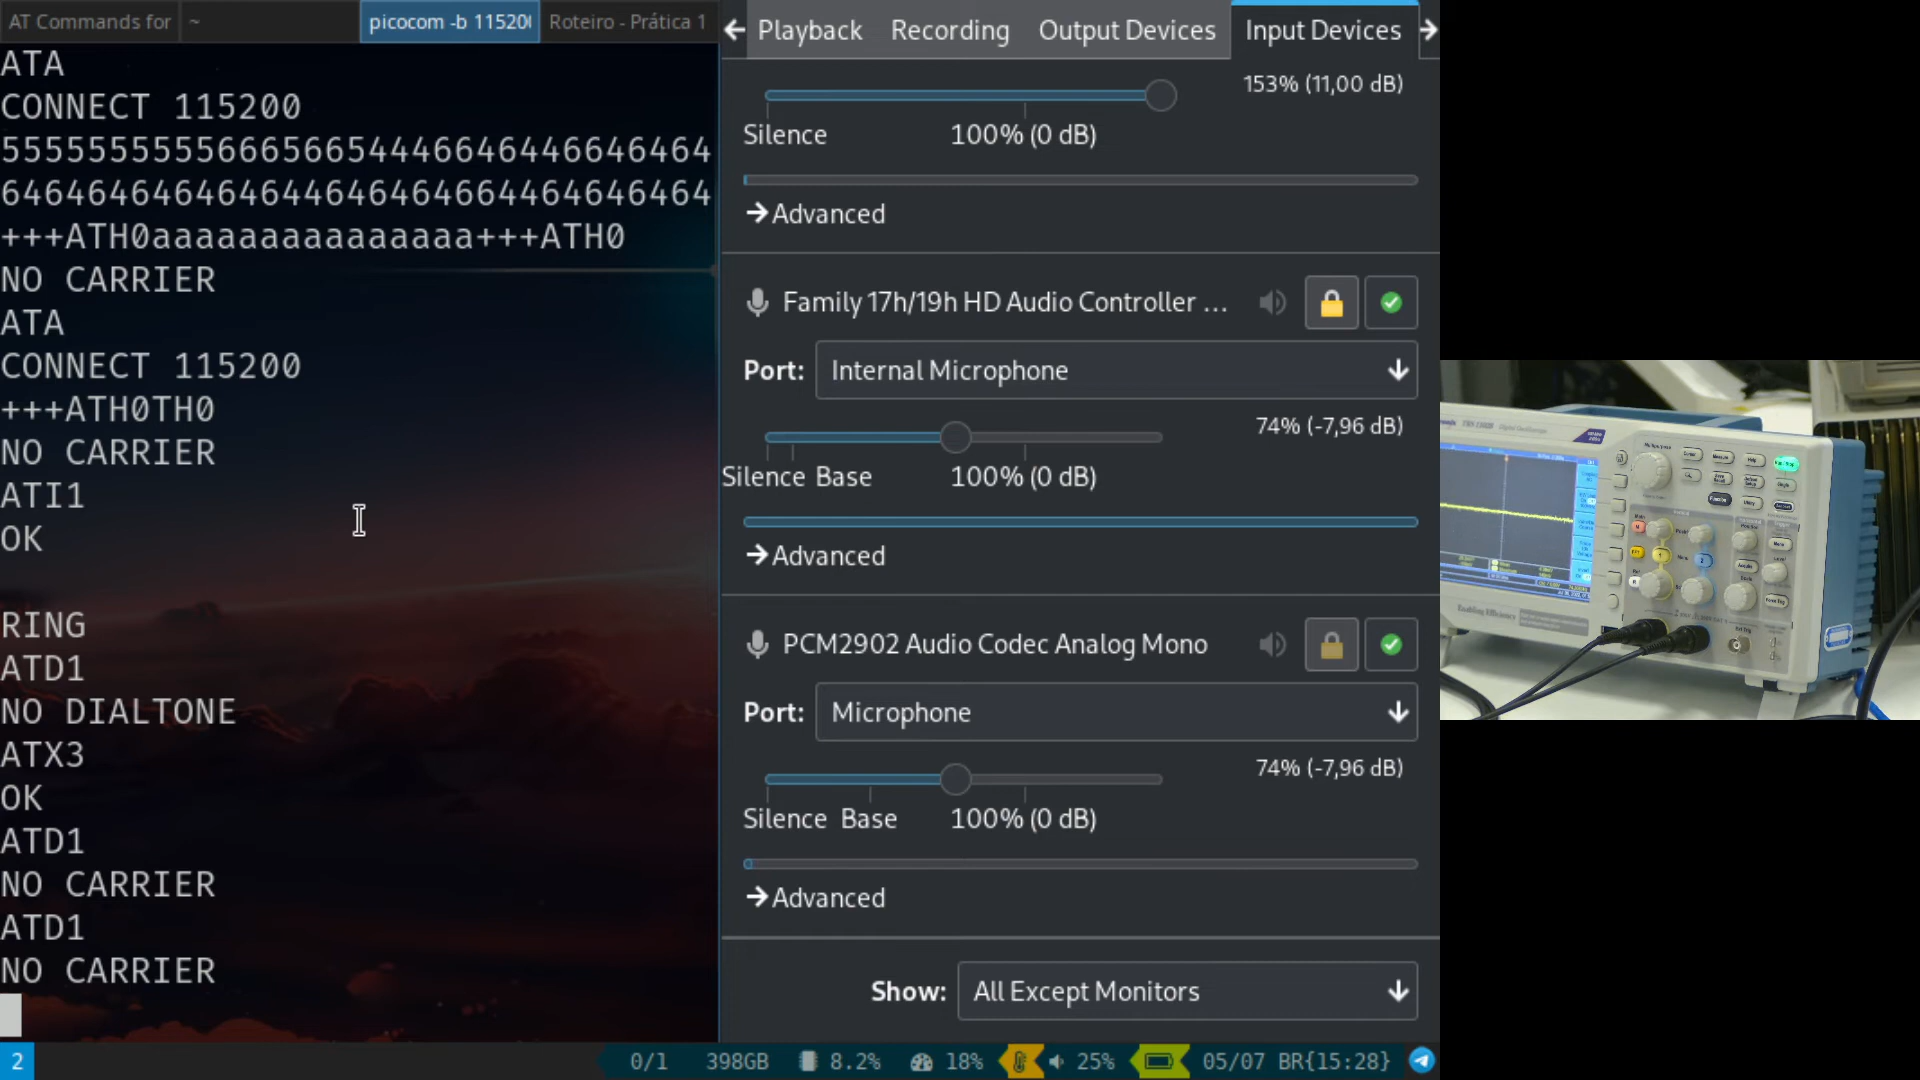 AT Commands for
~
picocom -b 115200
Roteiro - Prática 1
ATA
CONNECT 115200
555555555556665665444664644664646464
64646464646464464646464664464646464
+++ATH0aaaaaaaaaaaaaaa+++ATH0
NO CARRIER
ATA
CONNECT 115200
+++ATH0TH0
NO CARRIER
ATI1
OK
RING
ATD1
NO DIALTONE
ATX3
OK
ATD1
NO CARRIER
ATD1
NO CARRIER
Playback Recording Output Devices Input Devices
153% (11,00 dB)
Silence 100% (0 dB)
Advanced
Family 17h/19h HD Audio Controller ...
Port: Internal Microphone
74% (-7,96 dB)
Silence Base 100% (0 dB)
Advanced
PCM2902 Audio Codec Analog Mono
Port: Microphone
74% (-7,96 dB)
Silence Base 100% (0 dB)
Advanced
Show: All Except Monitors
2
0/1 398GB 8.2% 18% 25% 05/07 BR{15:28}